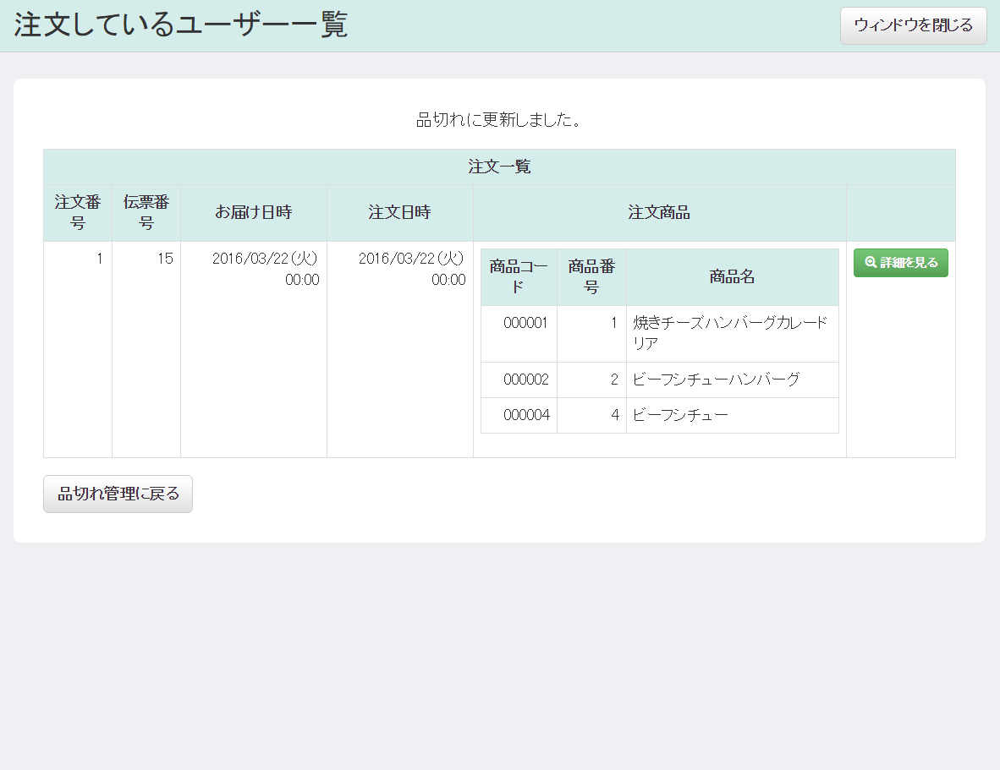 注文しているユーザー一覧
ウィンドウを閉じる
品切れに更新しました。
注文一覧
注文番
号
伝票番
号
お届け日時
注文日時
注文商品
1
15
2016/03/22(火)
00:00
2016/03/22(火)
00:00
商品コー
ド
商品番
号
商品名
000001
1
焼きチーズハンバーグカレード
リア
000002
2
ビーフシチューハンバーグ
000004
4
ビーフシチュー
詳細を見る
品切れ管理に戻る